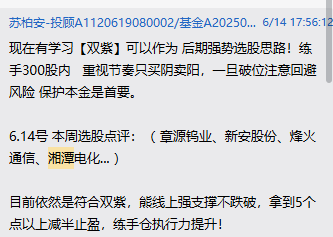 苏柏安-投顾A1120619080002/基金A20250... 6/14 17:56:12
现在有学习【双紫】可以作为 后期强势选股思路！练
手300股内 重视节奏只买阴卖阳，一旦破位注意回避
风险 保护本金是首要。
6.14号 本周选股点评：（ 章源钨业、新安股份、烽火
通信、湘潭电化... ）
目前依然是符合双紫，能线上强支撑不跌破，拿到5个
点以上减半止盈，练手仓执行力提升！